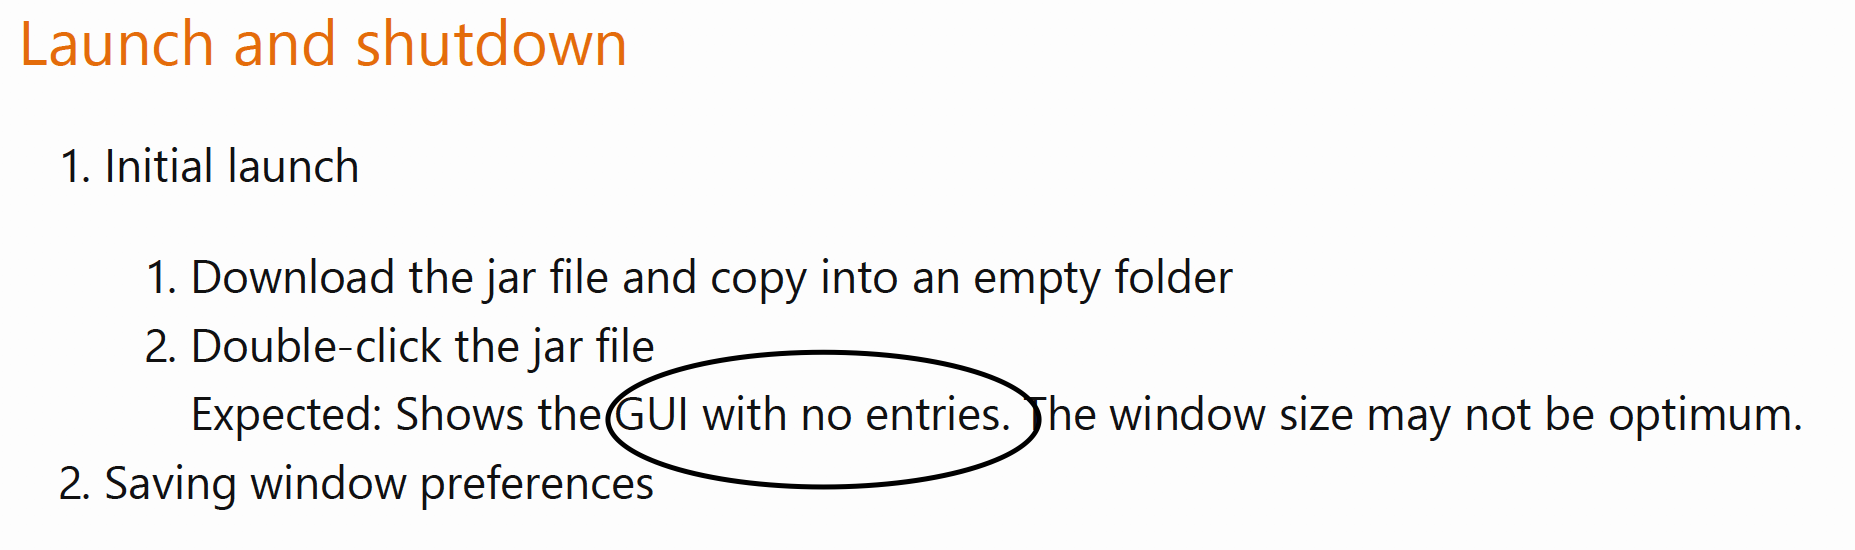 Launch and shutdown
1. Initial launch
1. Download the jar file and copy into an empty folder
2. Double-click the jar file
Expected: Shows the GUI with no entries. The window size may not be optimum.
2. Saving window preferences